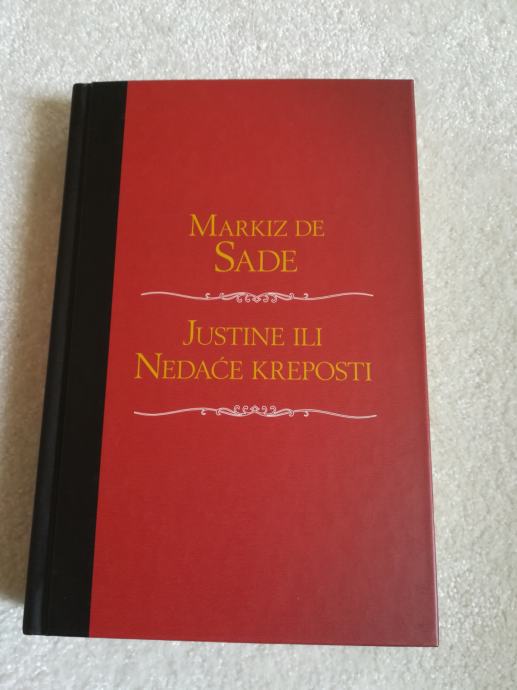 MARKIZ DE
SADE
JUSTINE ILI
NEDAĆE KREPOSTI